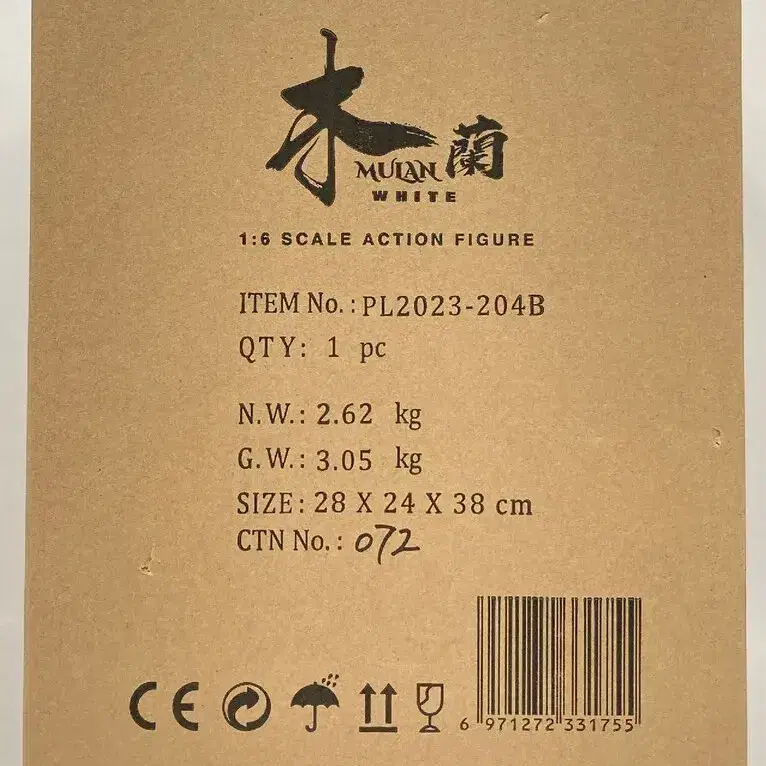 木蘭
MULAN
WHITE
1:6 SCALE ACTION FIGURE
ITEM No.: PL2023-204B
QTY: 1 pc
N.W.: 2.62 kg
G.W.: 3.05 kg
SIZE: 28 X 24 X 38 cm
CTN No.: 072
CE
6 971272 331755